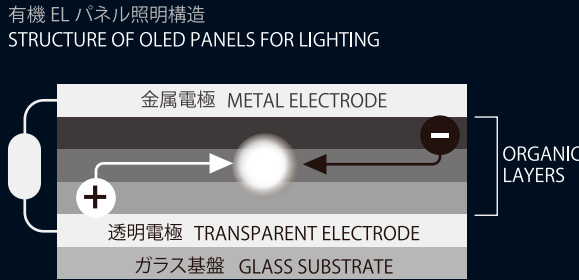 有機 EL パネル照明構造
STRUCTURE OF OLED PANELS FOR LIGHTING
金属電極 METAL ELECTRODE
−
ORGANIC
LAYERS
+
透明電極 TRANSPARENT ELECTRODE
ガラス基盤 GLASS SUBSTRATE